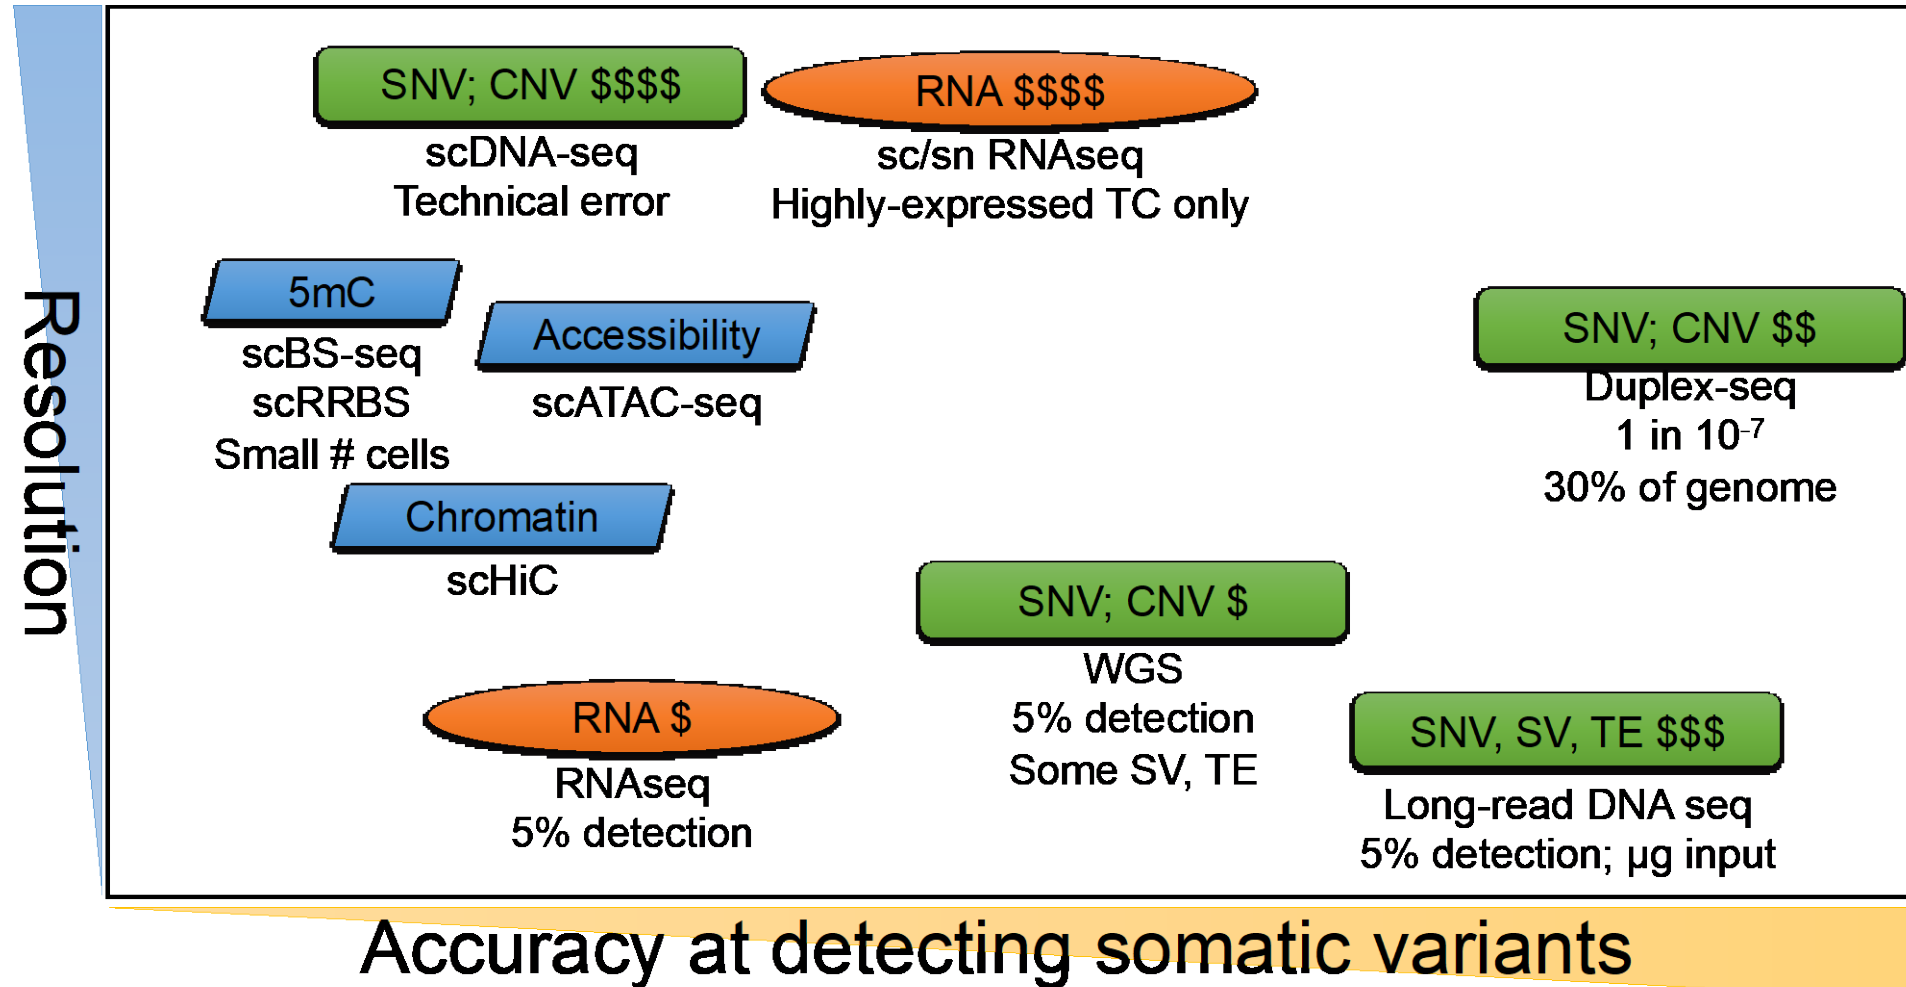 Resolution
SNV; CNV $$$$
scDNA-seq
Technical error
RNA $$$$
sc/sn RNAseq
Highly-expressed TC only
5mC
scBS-seq
scRRBS
Small # cells
Accessibility
scATAC-seq
SNV; CNV $$
Duplex-seq
1 in 10⁻⁷
30% of genome
Chromatin
scHiC
SNV; CNV $
WGS
5% detection
Some SV, TE
RNA $
RNAseq
5% detection
SNV, SV, TE $$$
Long-read DNA seq
5% detection; µg input
Accuracy at detecting somatic variants